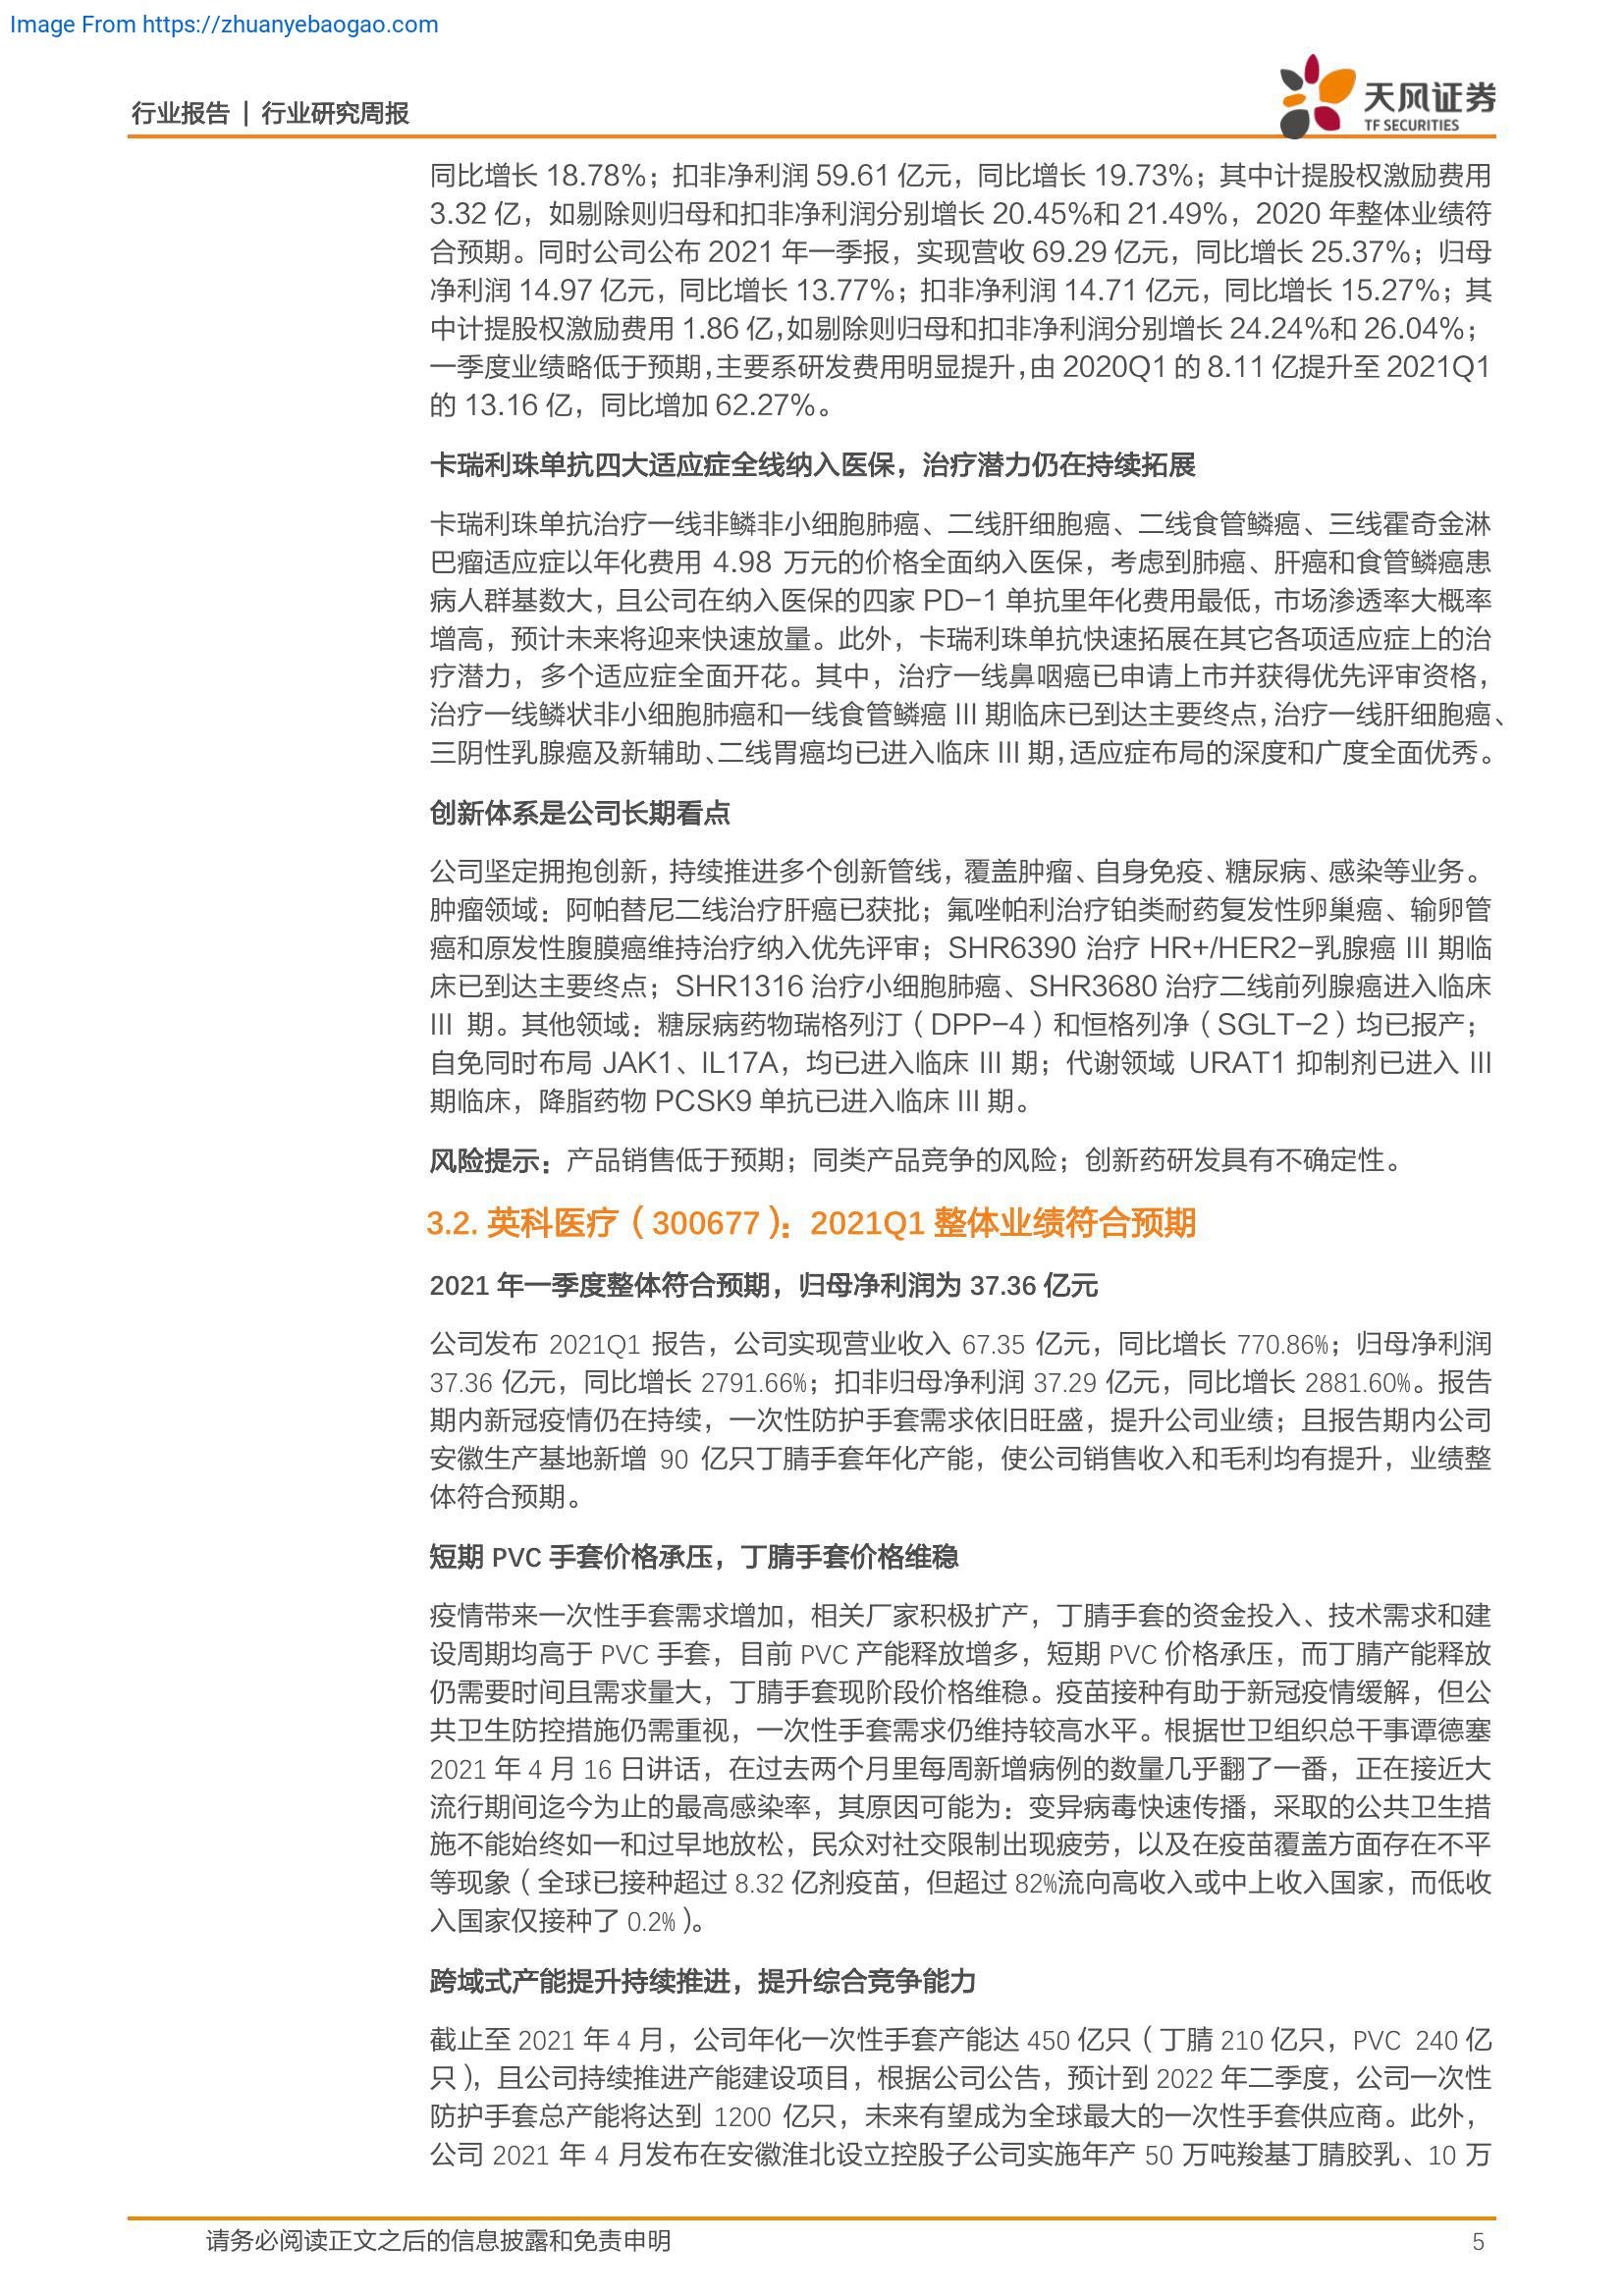 Image From https://zhuanyebaogao.com
行业报告 | 行业研究周报
天风证券
TF SECURITIES
同比增长 18.78%；扣非净利润 59.61 亿元，同比增长 19.73%；其中计提股权激励费用
3.32 亿，如剔除则归母和扣非净利润分别增长 20.45%和 21.49%，2020 年整体业绩符
合预期。同时公司公布 2021 年一季报，实现营收 69.29 亿元，同比增长 25.37%；归母
净利润 14.97 亿元，同比增长 13.77%；扣非净利润 14.71 亿元，同比增长 15.27%；其
中计提股权激励费用 1.86 亿，如剔除则归母和扣非净利润分别增长 24.24%和 26.04%；
一季度业绩略低于预期，主要系研发费用明显提升，由 2020Q1 的 8.11 亿提升至 2021Q1
的 13.16 亿，同比增加 62.27%。
卡瑞利珠单抗四大适应症全线纳入医保，治疗潜力仍在持续拓展
卡瑞利珠单抗治疗一线非鳞非小细胞肺癌、二线肝细胞癌、二线食管鳞癌、三线霍奇金淋
巴瘤适应症以年化费用 4.98 万元的价格全面纳入医保，考虑到肺癌、肝癌和食管鳞癌患
病人群基数大，且公司在纳入医保的四家 PD-1 单抗里年化费用最低，市场渗透率大概率
增高，预计未来将迎来快速放量。此外，卡瑞利珠单抗快速拓展在其它各项适应症上的治
疗潜力，多个适应症全面开花。其中，治疗一线鼻咽癌已申请上市并获得优先评审资格，
治疗一线鳞状非小细胞肺癌和一线食管鳞癌 III 期临床已到达主要终点，治疗一线肝细胞癌、
三阴性乳腺癌及新辅助、二线胃癌均已进入临床 III 期，适应症布局的深度和广度全面优秀。
创新体系是公司长期看点
公司坚定拥抱创新，持续推进多个创新管线，覆盖肿瘤、自身免疫、糖尿病、感染等业务。
肿瘤领域：阿帕替尼二线治疗肝癌已获批；氟唑帕利治疗铂类耐药复发性卵巢癌、输卵管
癌和原发性腹膜癌维持治疗纳入优先评审；SHR6390 治疗 HR+/HER2-乳腺癌 III 期临
床已到达主要终点；SHR1316 治疗小细胞肺癌、SHR3680 治疗二线前列腺癌进入临床
III 期。其他领域：糖尿病药物瑞格列汀（DPP-4）和恒格列净（SGLT-2）均已报产；
自免同时布局 JAK1、IL17A，均已进入临床 III 期；代谢领域 URAT1 抑制剂已进入 III
期临床，降脂药物 PCSK9 单抗已进入临床 III 期。
风险提示：产品销售低于预期；同类产品竞争的风险；创新药研发具有不确定性。
3.2. 英科医疗（300677）：2021Q1 整体业绩符合预期
2021 年一季度整体符合预期，归母净利润为 37.36 亿元
公司发布 2021Q1 报告，公司实现营业收入 67.35 亿元，同比增长 770.86%；归母净利润
37.36 亿元，同比增长 2791.66%；扣非归母净利润 37.29 亿元，同比增长 2881.60%。报告
期内新冠疫情仍在持续，一次性防护手套需求依旧旺盛，提升公司业绩；且报告期内公司
安徽生产基地新增 90 亿只丁腈手套年化产能，使公司销售收入和毛利均有提升，业绩整
体符合预期。
短期 PVC 手套价格承压，丁腈手套价格维稳
疫情带来一次性手套需求增加，相关厂家积极扩产，丁腈手套的资金投入、技术需求和建
设周期均高于 PVC 手套，目前 PVC 产能释放增多，短期 PVC 价格承压，而丁腈产能释放
仍需要时间且需求量大，丁腈手套现阶段价格维稳。疫苗接种有助于新冠疫情缓解，但公
共卫生防控措施仍需重视，一次性手套需求仍维持较高水平。根据世卫组织总干事谭德塞
2021 年 4 月 16 日讲话，在过去两个月里每周新增病例的数量几乎翻了一番，正在接近大
流行期间迄今为止的最高感染率，其原因可能为：变异病毒快速传播，采取的公共卫生措
施不能始终如一和过早地放松，民众对社交限制出现疲劳，以及在疫苗覆盖方面存在不平
等现象（全球已接种超过 8.32 亿剂疫苗，但超过 82%流向高收入或中上收入国家，而低收
入国家仅接种了 0.2%）。
跨域式产能提升持续推进，提升综合竞争能力
截止至 2021 年 4 月，公司年化一次性手套产能达 450 亿只（丁腈 210 亿只，PVC 240 亿
只），且公司持续推进产能建设项目，根据公司公告，预计到 2022 年二季度，公司一次性
防护手套总产能将达到 1200 亿只，未来有望成为全球最大的一次性手套供应商。此外，
公司 2021 年 4 月发布在安徽淮北设立控股子公司实施年产 50 万吨羧基丁腈胶乳、10 万
请务必阅读正文之后的信息披露和免责申明
5